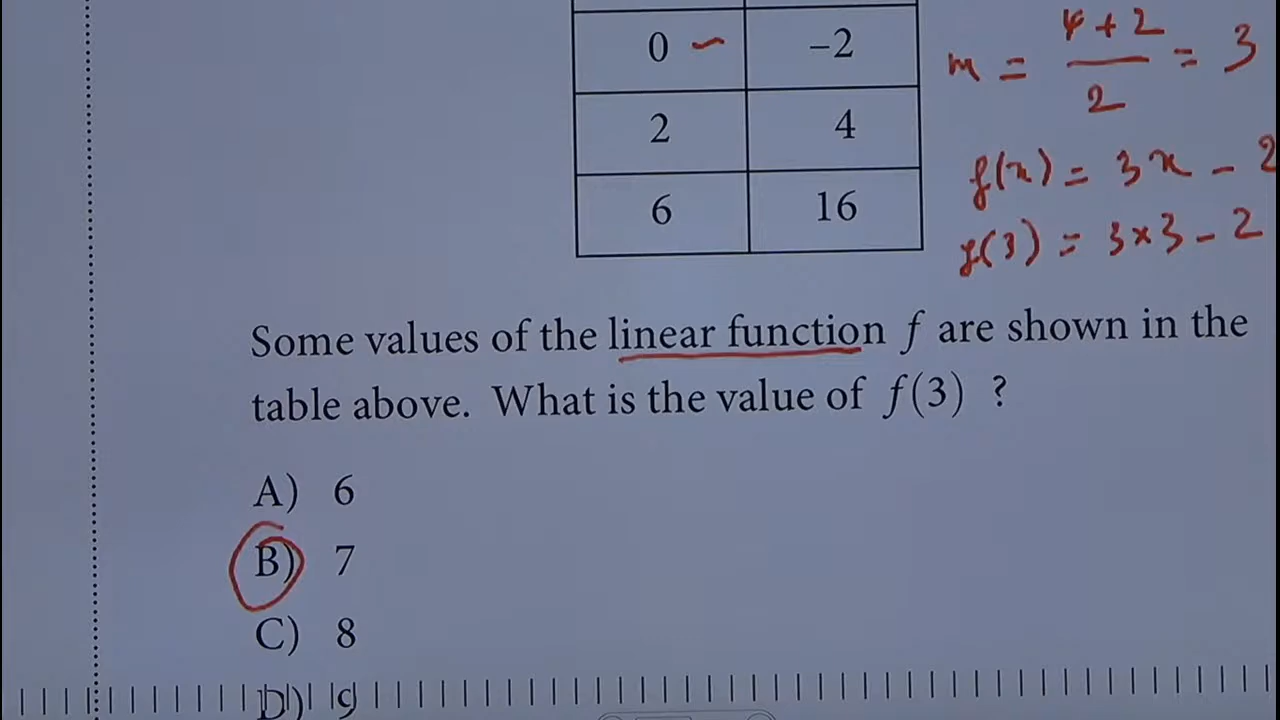 0 −2
m = 4+2 / 2 = 3
2 4
f(x) = 3x − 2
6 16
f(3) = 3×3 − 2
Some values of the linear function f are shown in the
table above. What is the value of f(3) ?
A) 6
B) 7
C) 8
D) 9